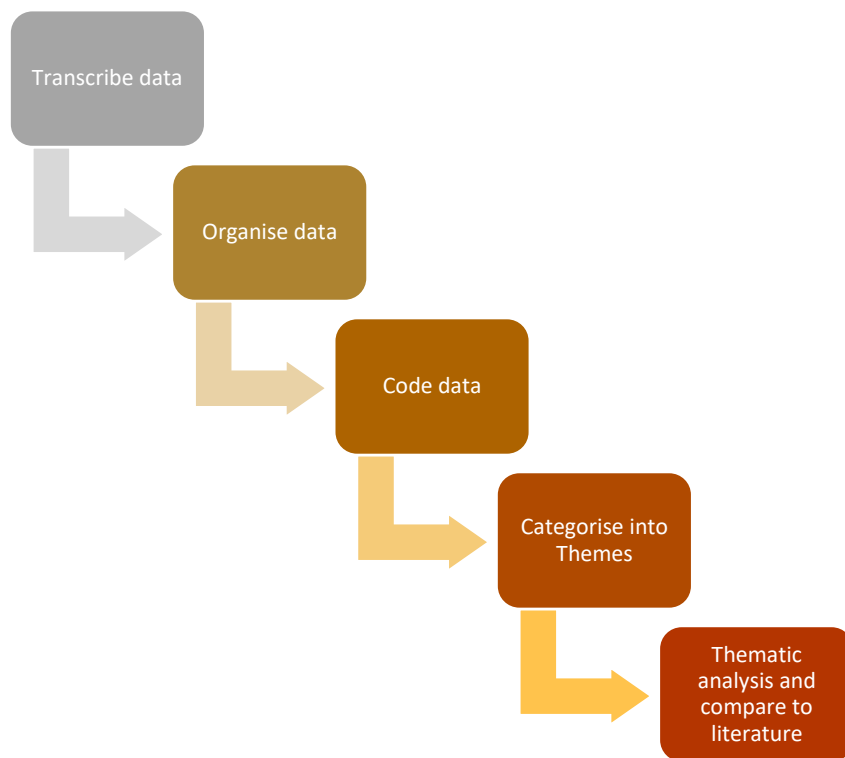 Transcribe data
Organise data
Code data
Categorise into
Themes
Thematic
analysis and
compare to
literature